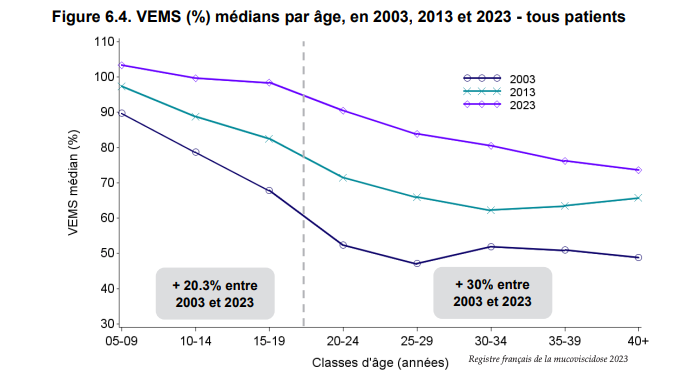 Figure 6.4. VEMS (%) médians par âge, en 2003, 2013 et 2023 - tous patients
110
100
90
80
70
60
50
40
30
VEMS médian (%)
2003
2013
2023
+ 20.3% entre
2003 et 2023
+ 30% entre
2003 et 2023
05-09 10-14 15-19 20-24 25-29 30-34 35-39 40+
Classes d'âge (années)
Registre français de la mucoviscidose 2023